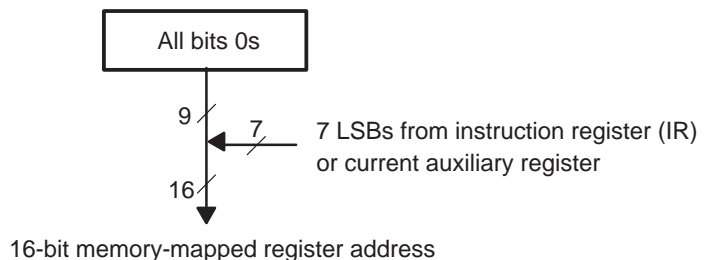 All bits 0s
9
7
7 LSBs from instruction register (IR)
or current auxiliary register
16
16-bit memory-mapped register address